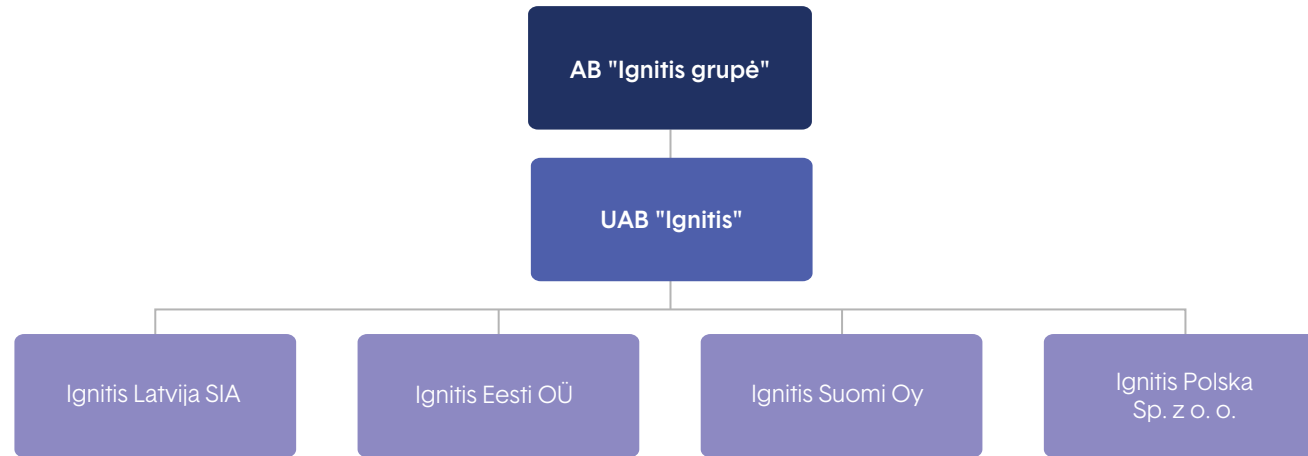 AB "Ignitis grupė"
UAB "Ignitis"
Ignitis Latvija SIA
Ignitis Eesti OÜ
Ignitis Suomi Oy
Ignitis Polska
Sp. z o. o.